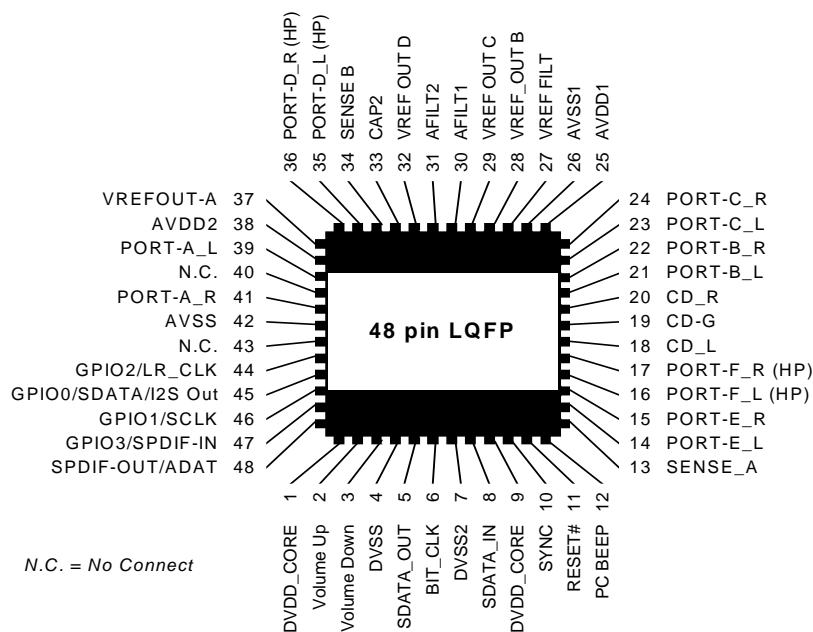 36 PORT-D_R (HP)
35 PORT-D_L (HP)
34 SENSE B
33 CAP2
32 VREF OUT D
31 AFILT2
30 AFILT1
29 VREF OUT C
28 VREF_OUT B
27 VREF FILT
26 AVSS1
25 AVDD1
VREFOUT-A 37
AVDD2 38
PORT-A_L 39
N.C. 40
PORT-A_R 41
AVSS 42
N.C. 43
GPIO2/LR_CLK 44
GPIO0/SDATA/I2S Out 45
GPIO1/SCLK 46
GPIO3/SPDIF-IN 47
SPDIF-OUT/ADAT 48
48 pin LQFP
24 PORT-C_R
23 PORT-C_L
22 PORT-B_R
21 PORT-B_L
20 CD_R
19 CD-G
18 CD_L
17 PORT-F_R (HP)
16 PORT-F_L (HP)
15 PORT-E_R
14 PORT-E_L
13 SENSE_A
DVDD_CORE 1
Volume Up 2
Volume Down 3
DVSS 4
SDATA_OUT 5
BIT_CLK 6
DVSS2 7
SDATA_IN 8
DVDD_CORE 9
SYNC 10
RESET# 11
PC BEEP 12
N.C. = No Connect